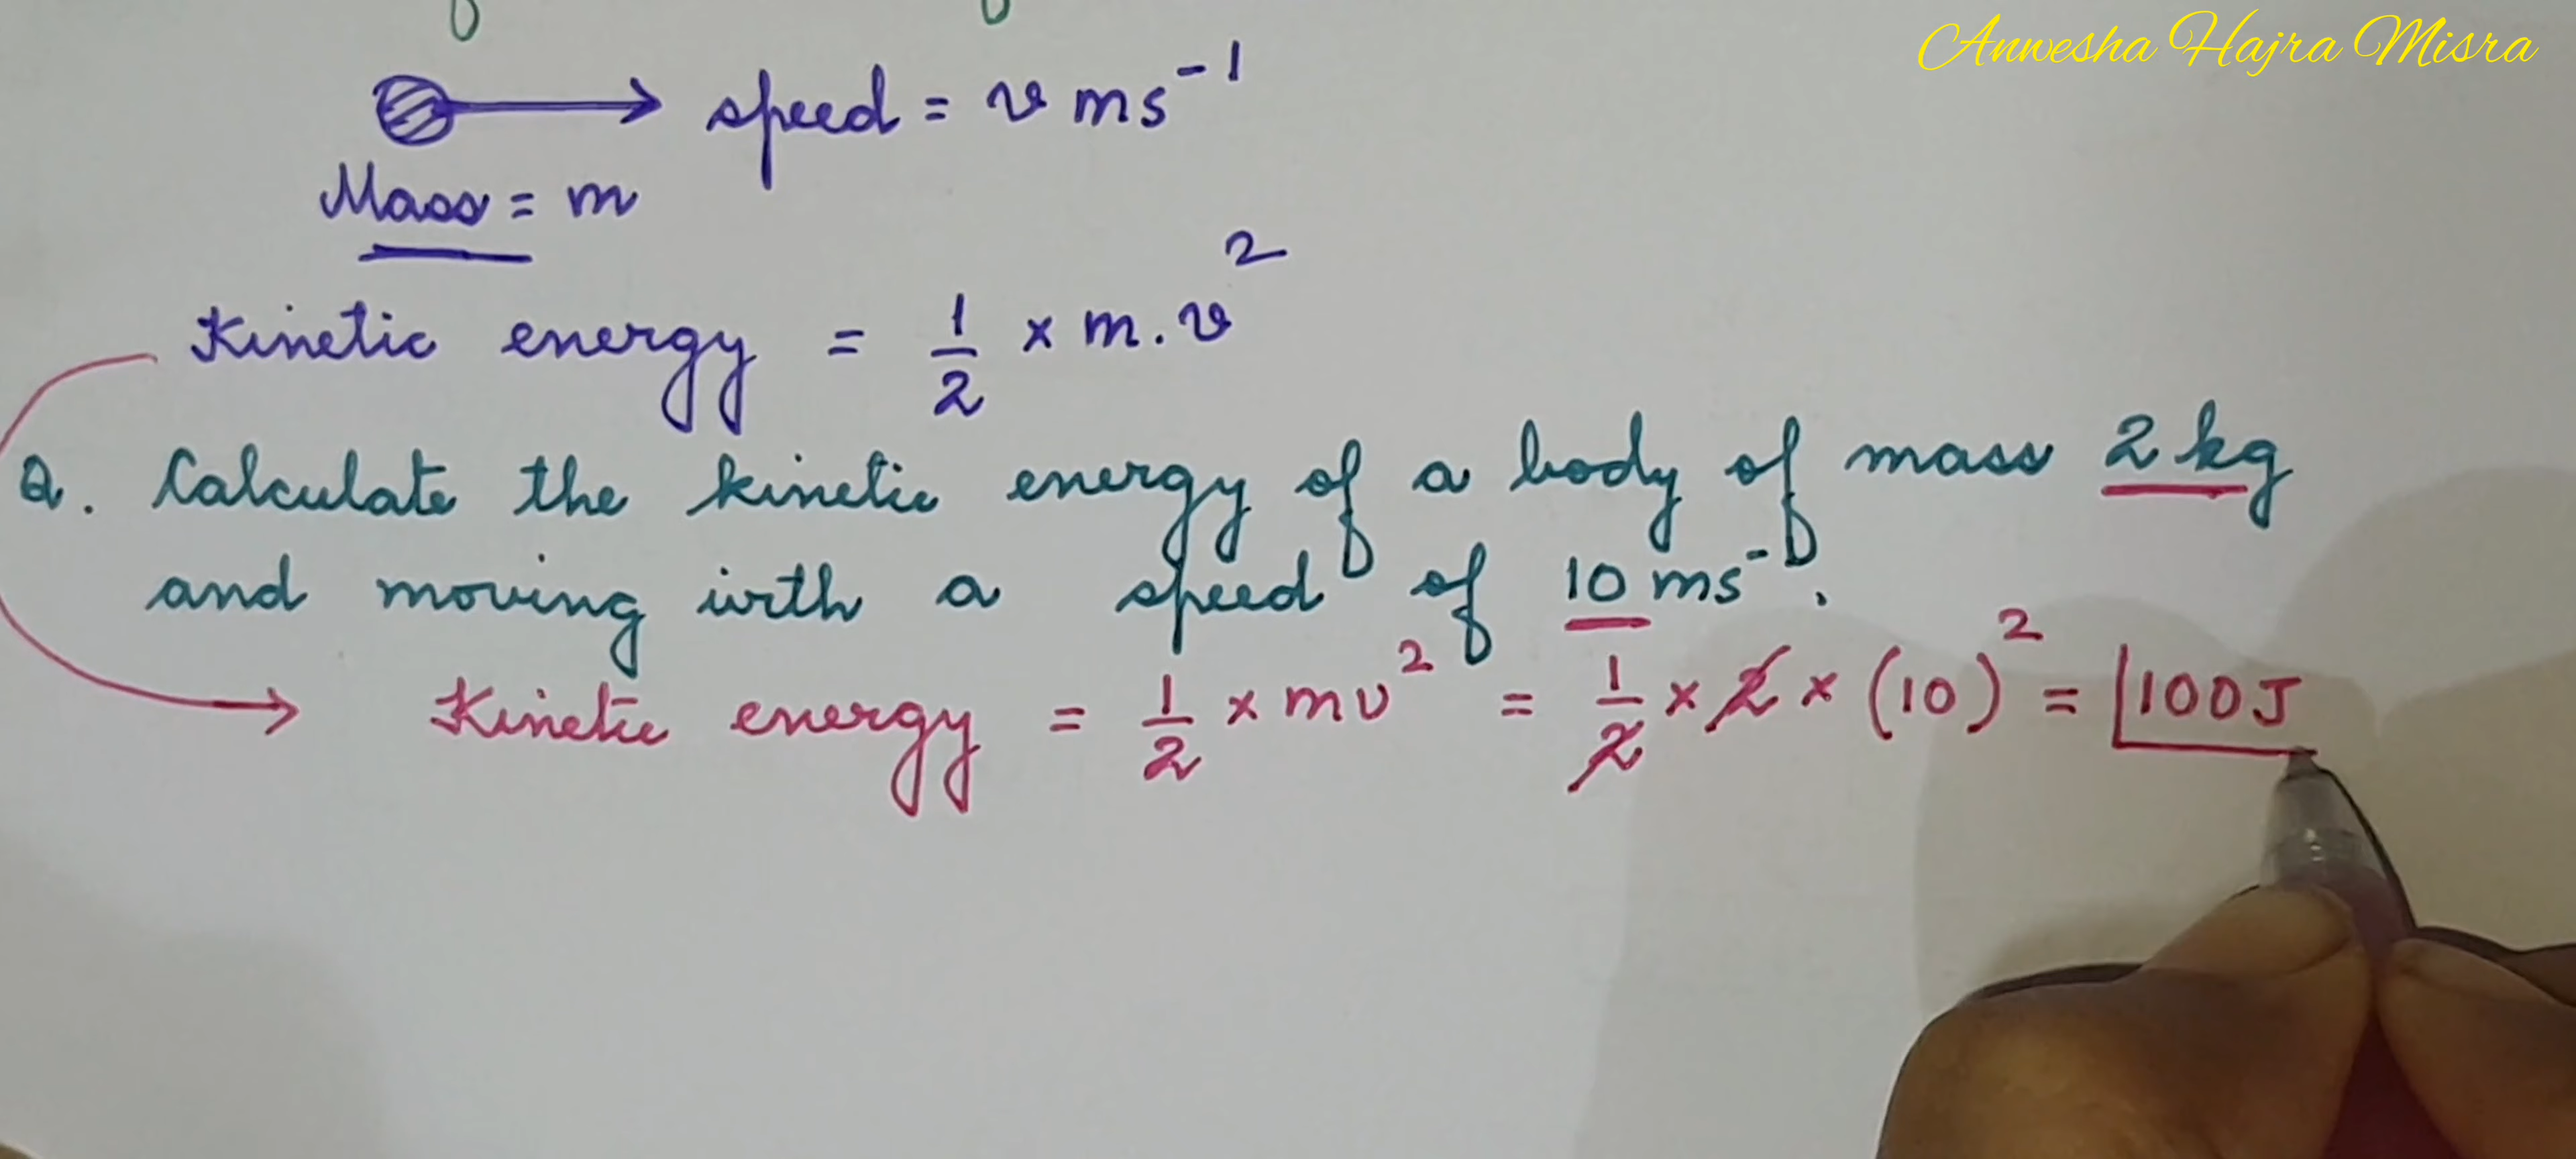 Anwesha Hajra Misra
speed = v ms⁻¹
Mass = m
Kinetic energy = 1/2 × m.v²
Q. Calculate the kinetic energy of a body of mass 2 kg
and moving with a speed of 10 ms⁻¹.
Kinetic energy = 1/2 × mv² = 1/2 × 2 × (10)² = 100J